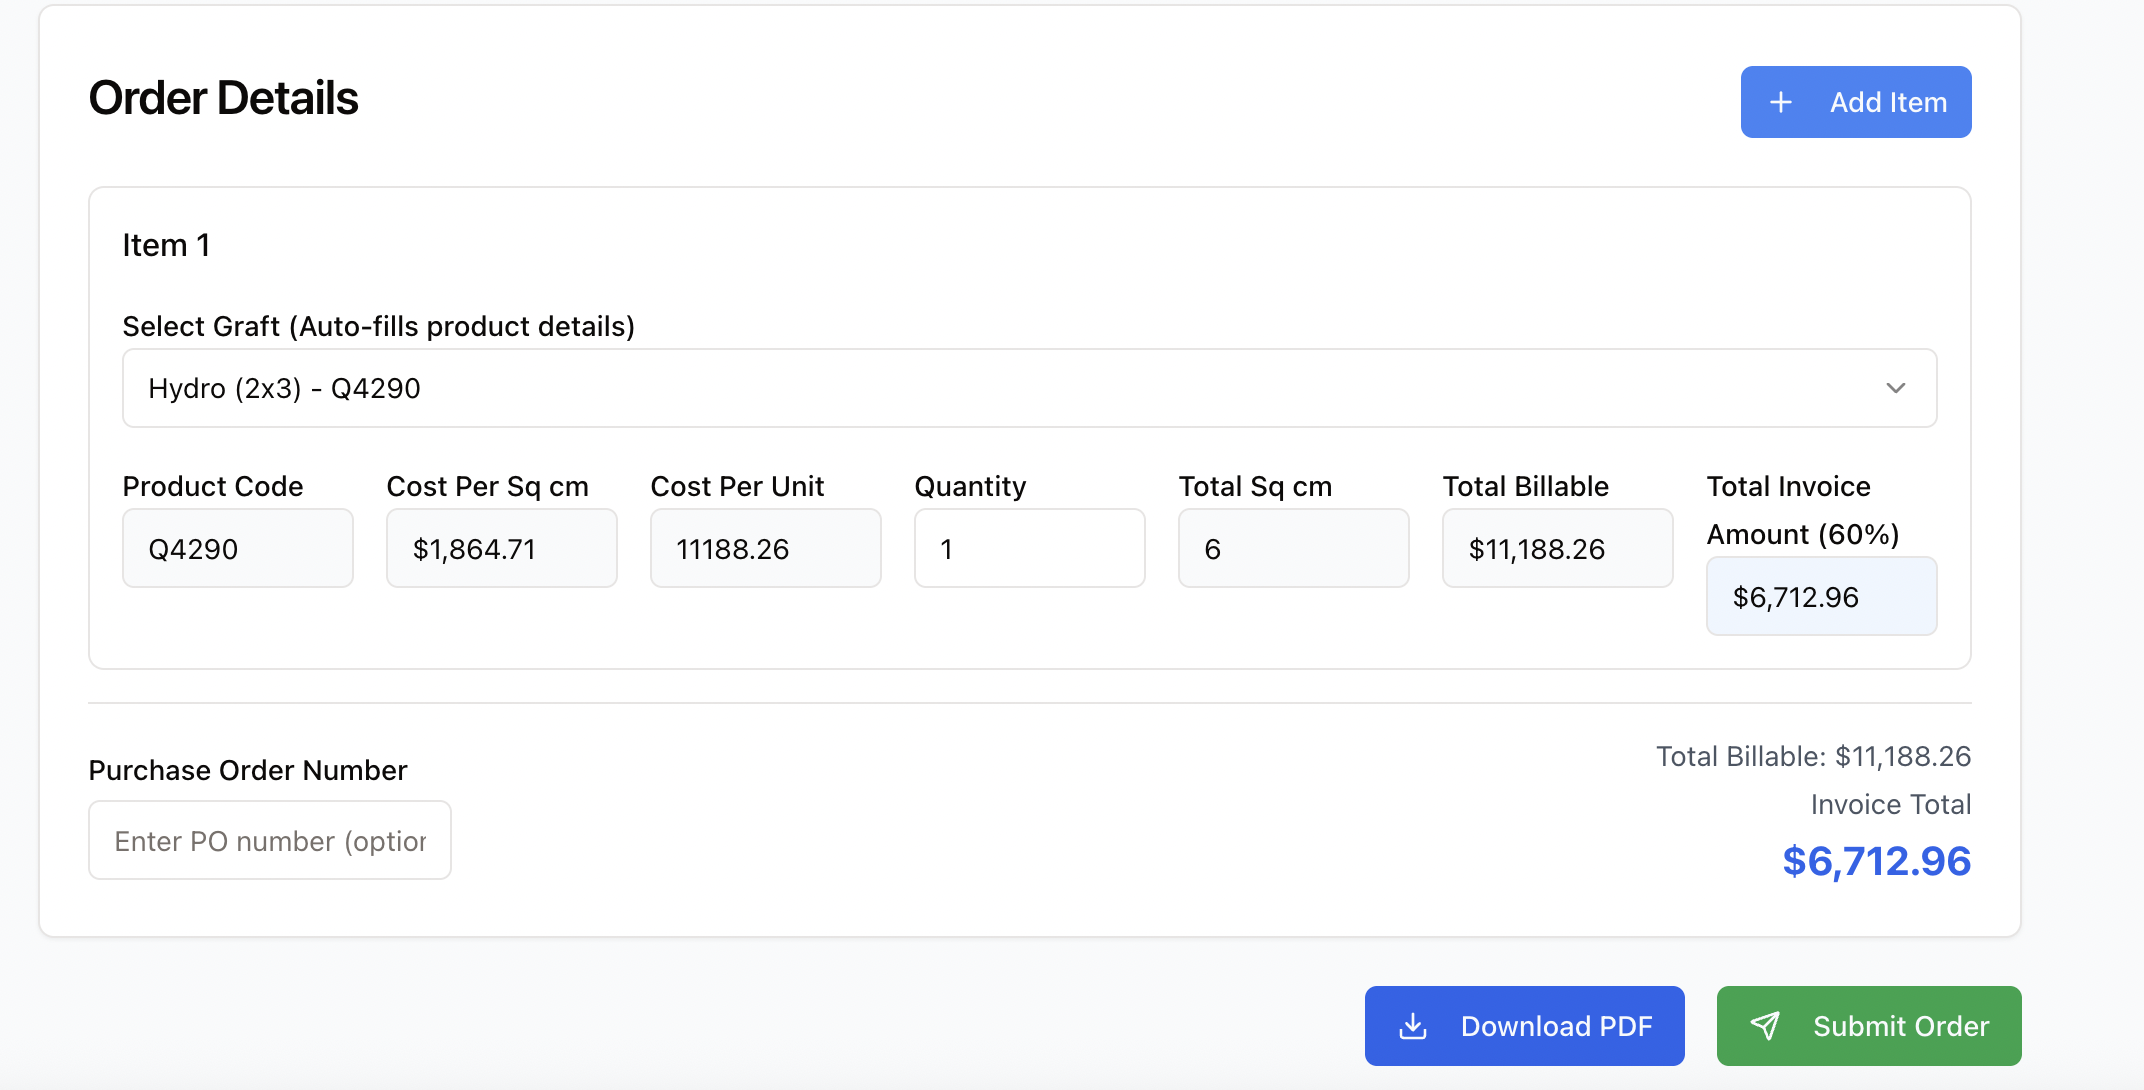 Order Details
+ Add Item
Item 1
Select Graft (Auto-fills product details)
Hydro (2x3) - Q4290
Product Code
Cost Per Sq cm
Cost Per Unit
Quantity
Total Sq cm
Total Billable
Total Invoice
Amount (60%)
Q4290
$1,864.71
11188.26
1
6
$11,188.26
$6,712.96
Purchase Order Number
Enter PO number (option
Total Billable: $11,188.26
Invoice Total
$6,712.96
Download PDF
Submit Order